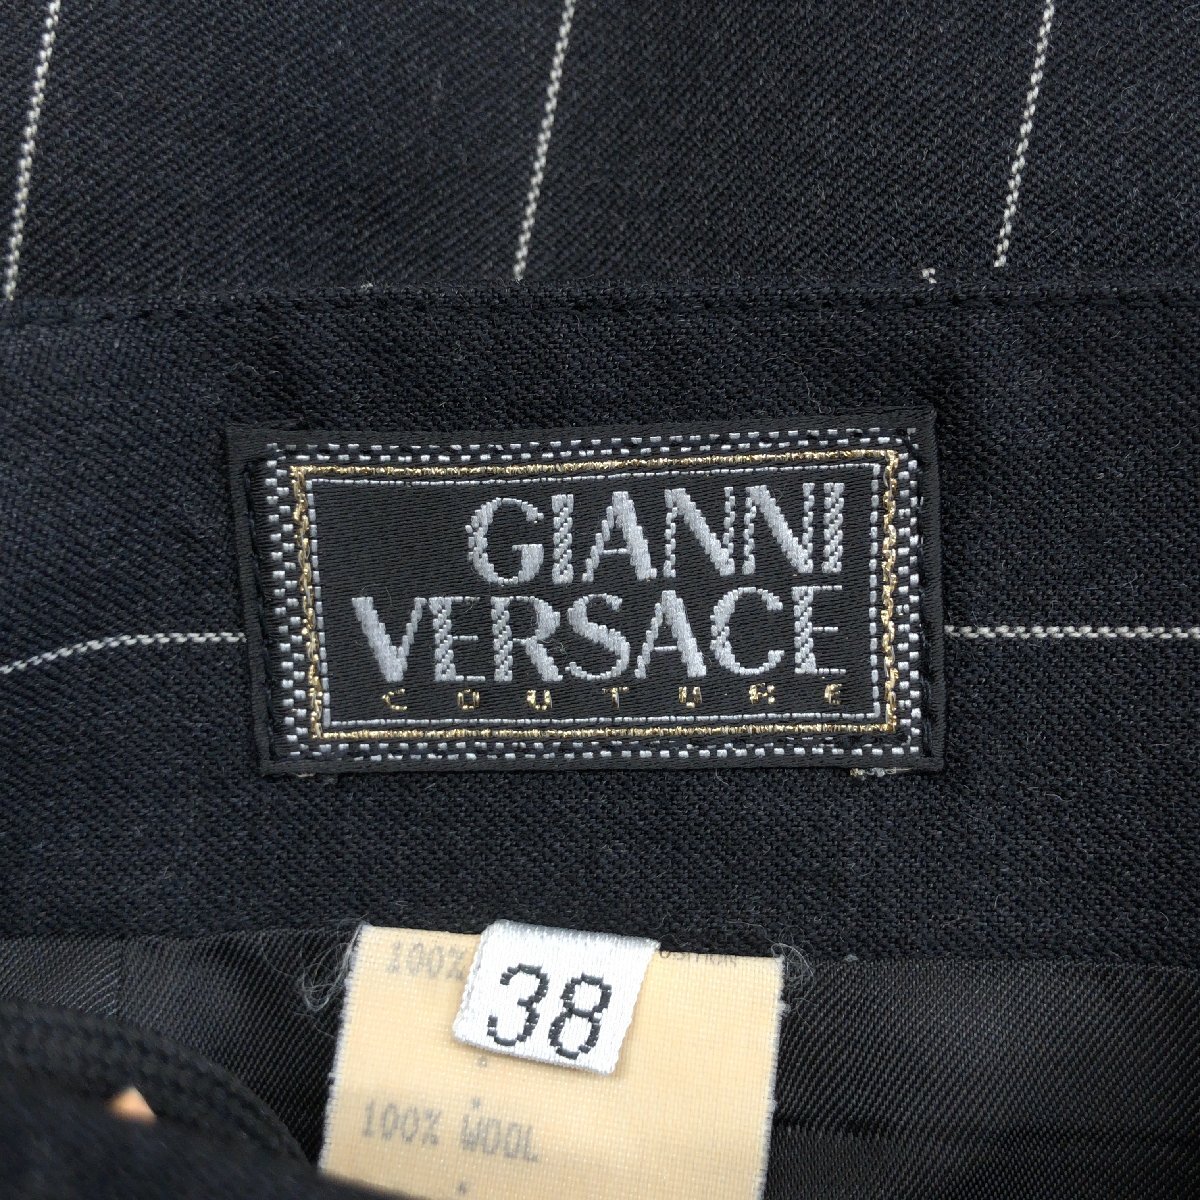 GIANNI
VERSACE
COUTURE
100%
38
100% WOOL